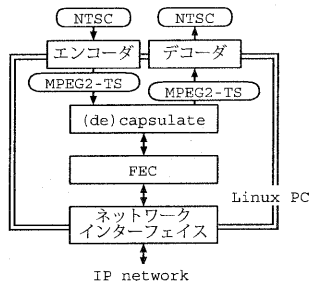 NTSC
NTSC
エンコーダ
デコーダ
MPEG2-TS
MPEG2-TS
(de)capsulate
FEC
Linux PC
ネットワーク
インターフェイス
IP network